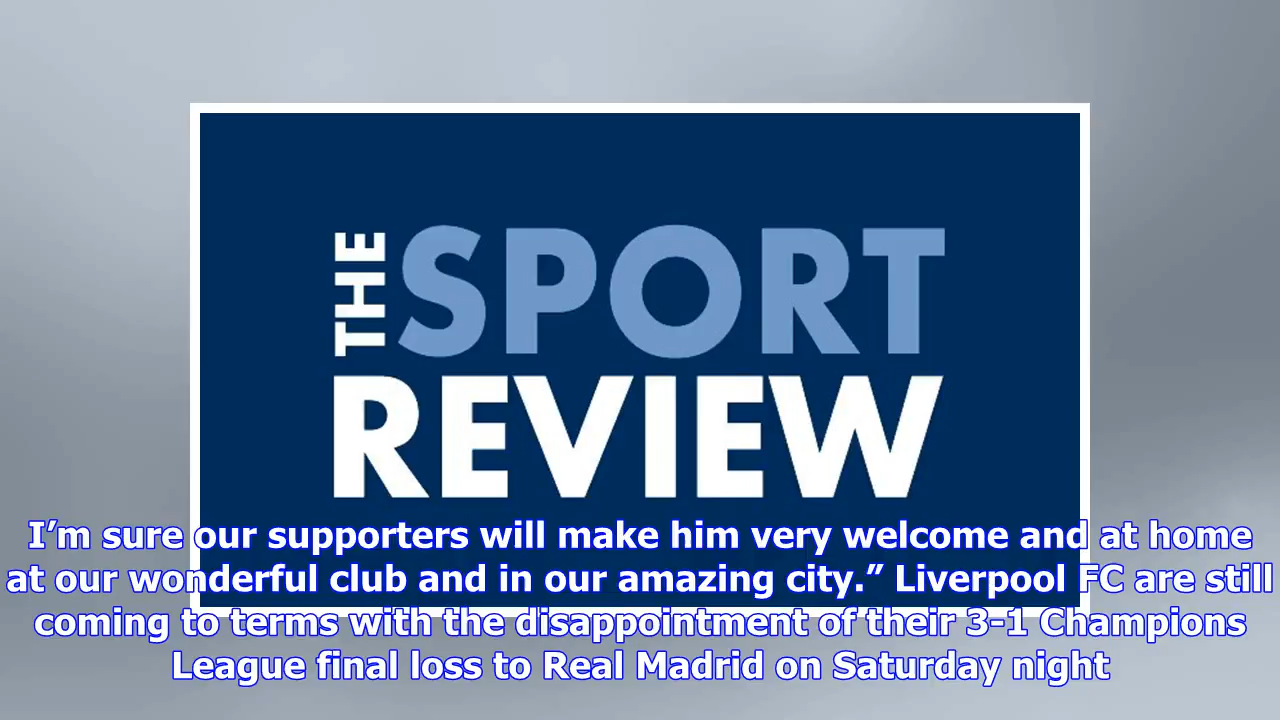 THE SPORT
REVIEW
I’m sure our supporters will make him very welcome and at home
at our wonderful club and in our amazing city.” Liverpool FC are still
coming to terms with the disappointment of their 3-1 Champions
League final loss to Real Madrid on Saturday night